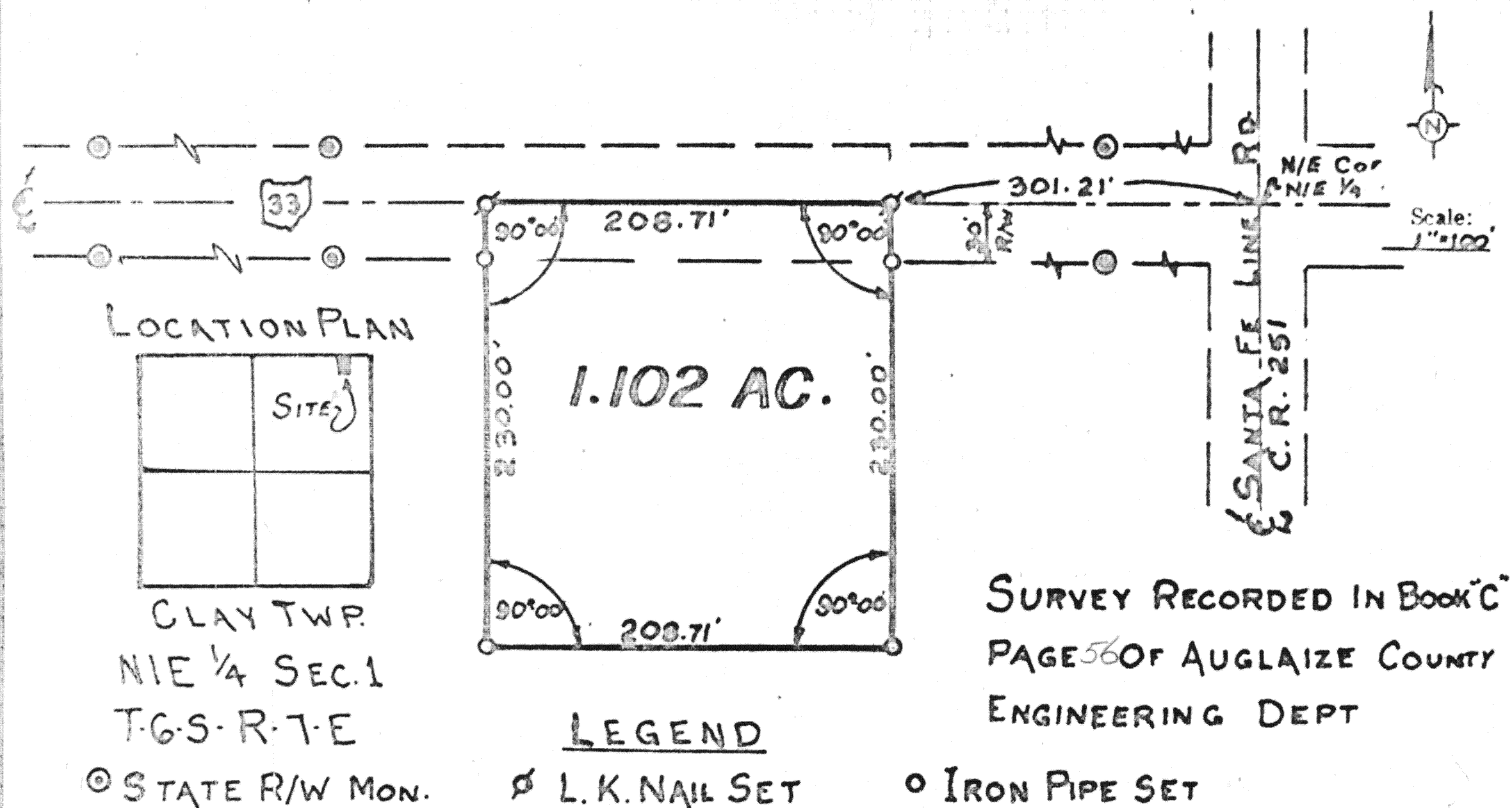 N
33
90°00'
208.71'
90°00'
301.21'
30' R/W
N/E Cor
N/E 1/4
Scale:
1"=100'
LOCATION PLAN
SITE
230.00'
1.102 AC.
230.00'
℄ SANTA FE LINE RD
C.R. 251
90°00'
208.71'
90°00'
CLAY TWP.
N/E 1/4 SEC. 1
T-6-S-R-7-E
SURVEY RECORDED IN BOOK "C"
PAGE 56 OF AUGLAIZE COUNTY
ENGINEERING DEPT
LEGEND
STATE R/W MON.
L.K. NAIL SET
IRON PIPE SET